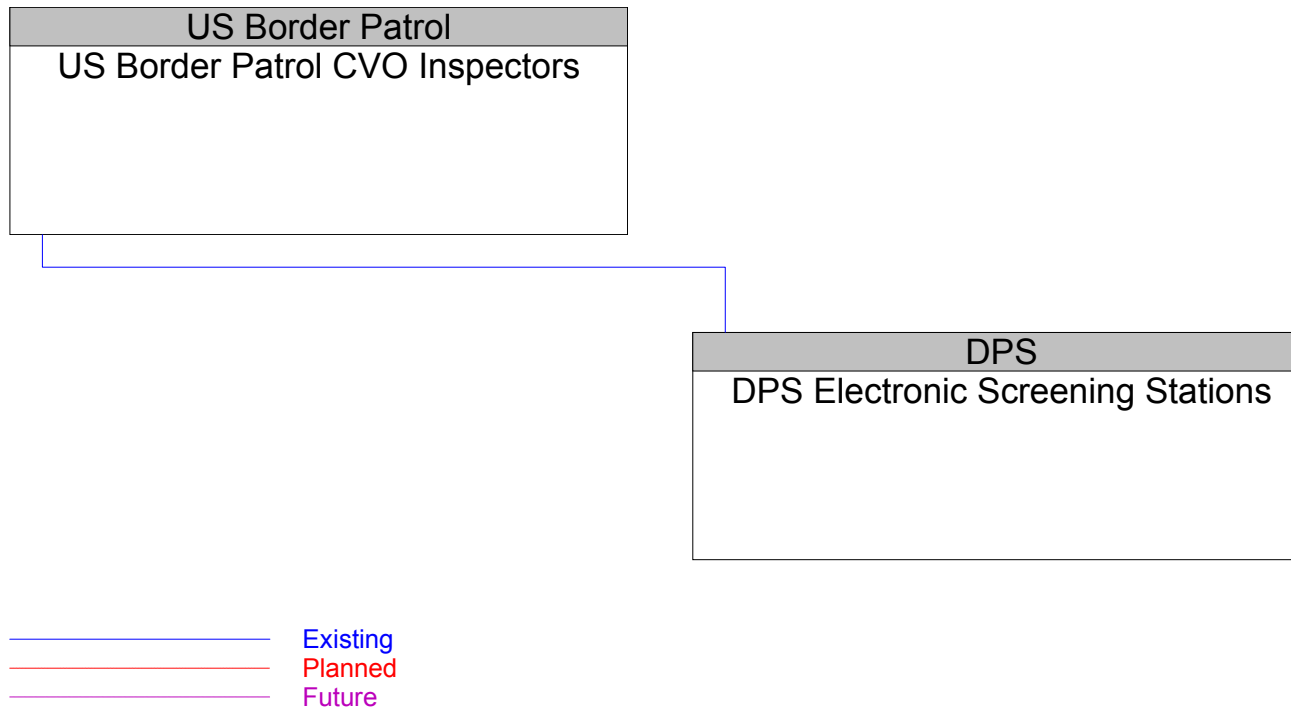 US Border Patrol
US Border Patrol CVO Inspectors
DPS
DPS Electronic Screening Stations
Existing
Planned
Future